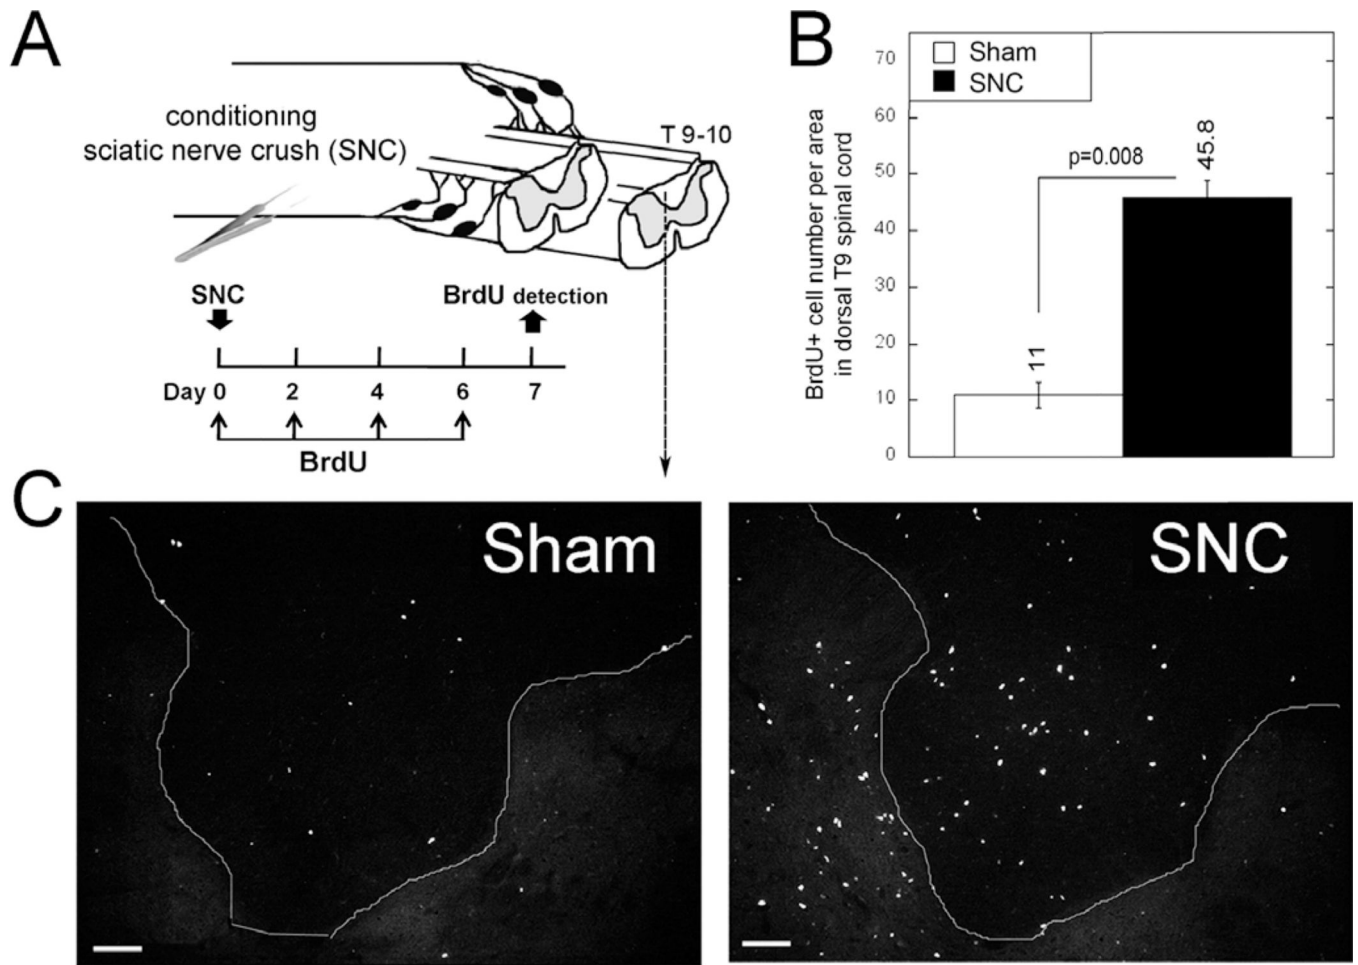 A
conditioning
sciatic nerve crush (SNC)
T 9-10
SNC
BrdU detection
Day 0 2 4 6 7
BrdU
B
Sham
SNC
70
60
50
40
30
20
10
0
BrdU+ cell number per area
in dorsal T9 spinal cord
p=0.008
11
45.8
C
Sham
SNC